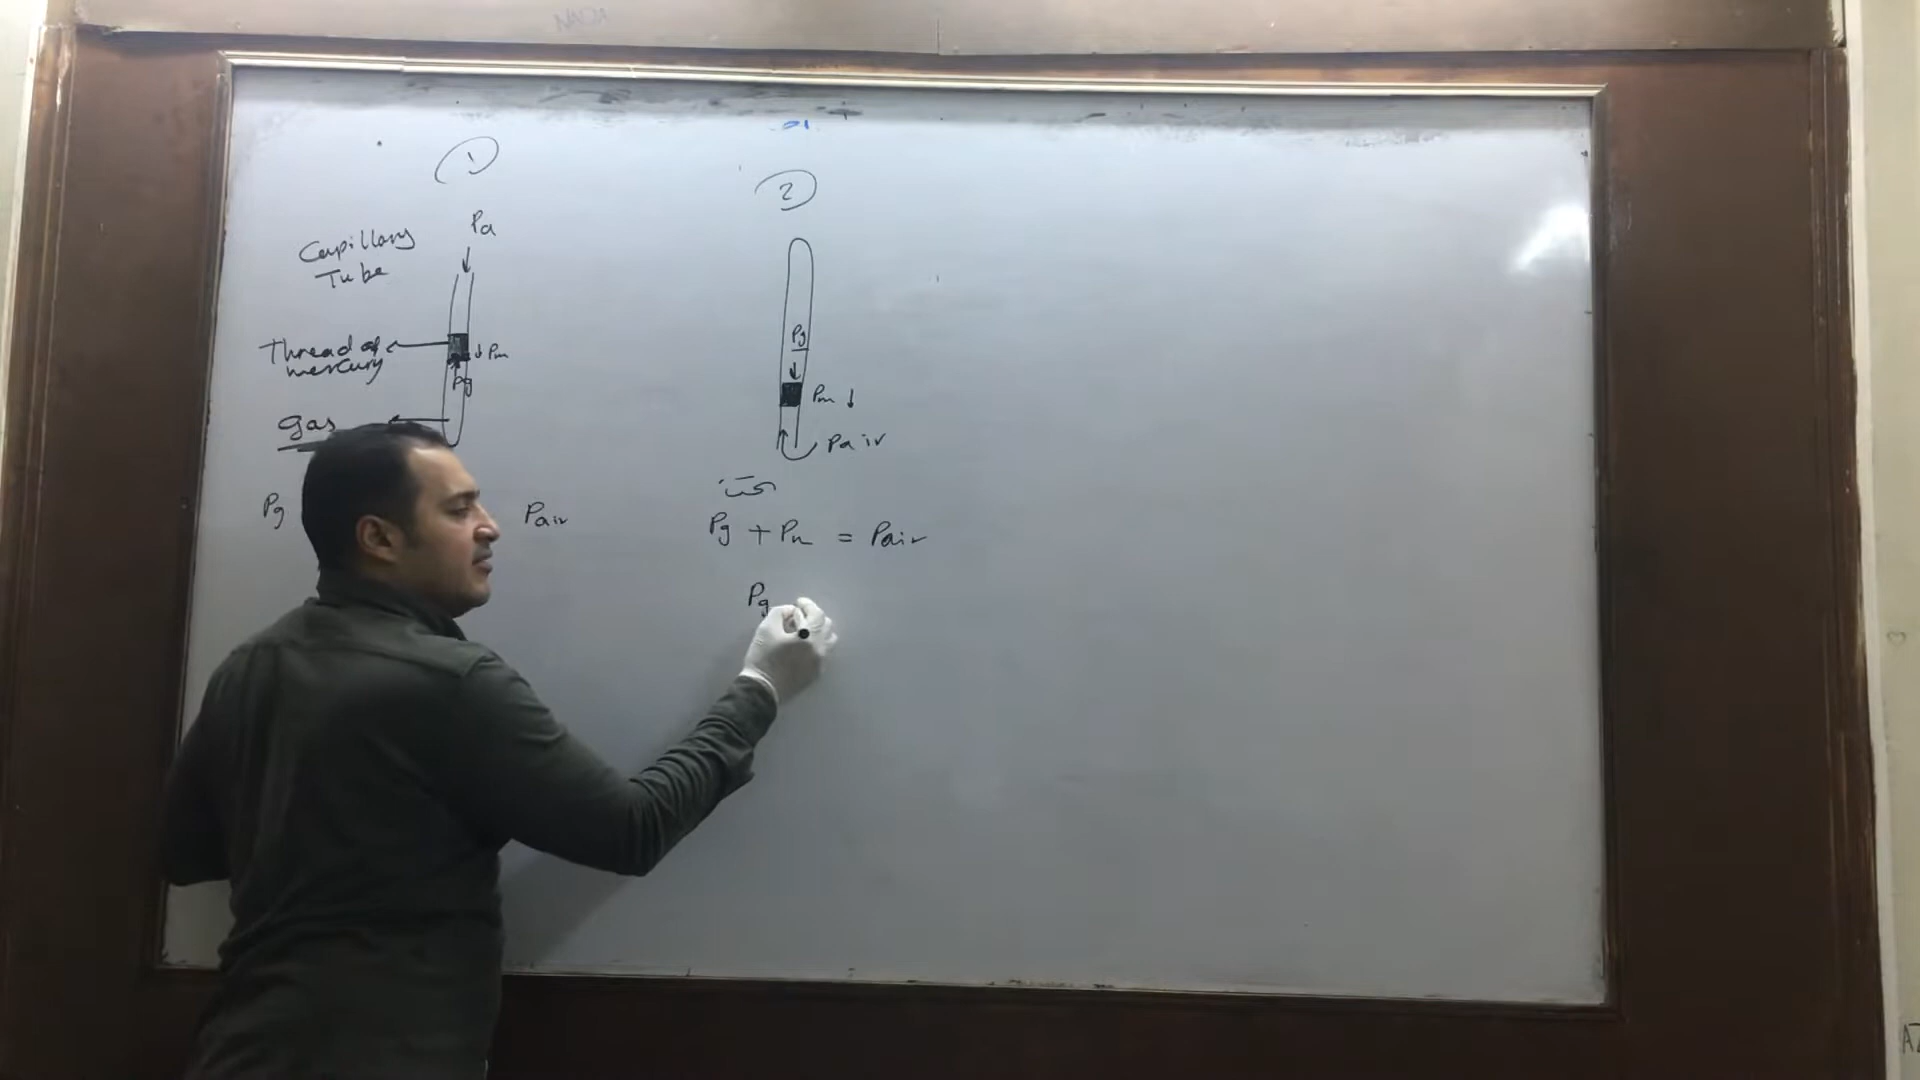 1
Pa
Capillary
Tube
Thread of
mercury
Pm
Pg
gas
Pg
Pair
2
Pg
Pm
Pair
تحت
Pg + Pm = Pair
Pg